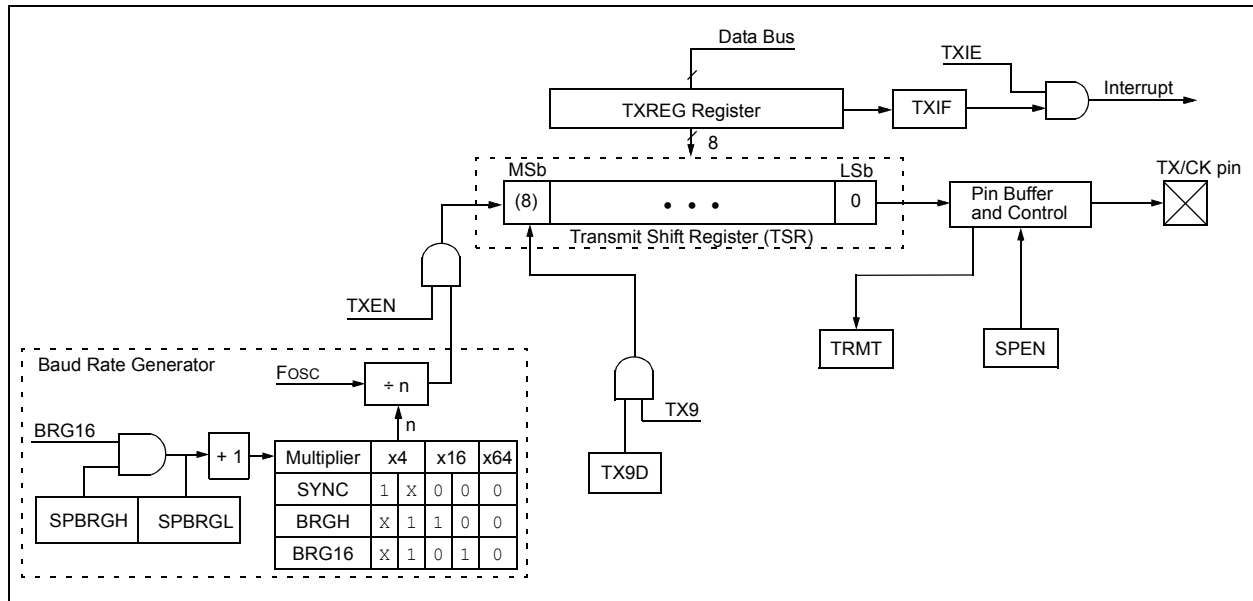 Data Bus
TXIE
Interrupt
TXREG Register
TXIF
8
MSb
LSb
TX/CK pin
(8)
• • •
0
Pin Buffer
and Control
Transmit Shift Register (TSR)
TXEN
TRMT
SPEN
Baud Rate Generator
FOSC
÷ n
TX9
n
BRG16
+ 1
Multiplier x4 x16 x64
TX9D
SYNC 1 X 0 0 0
SPBRGH SPBRGL
BRGH X 1 1 0 0
BRG16 X 1 0 1 0